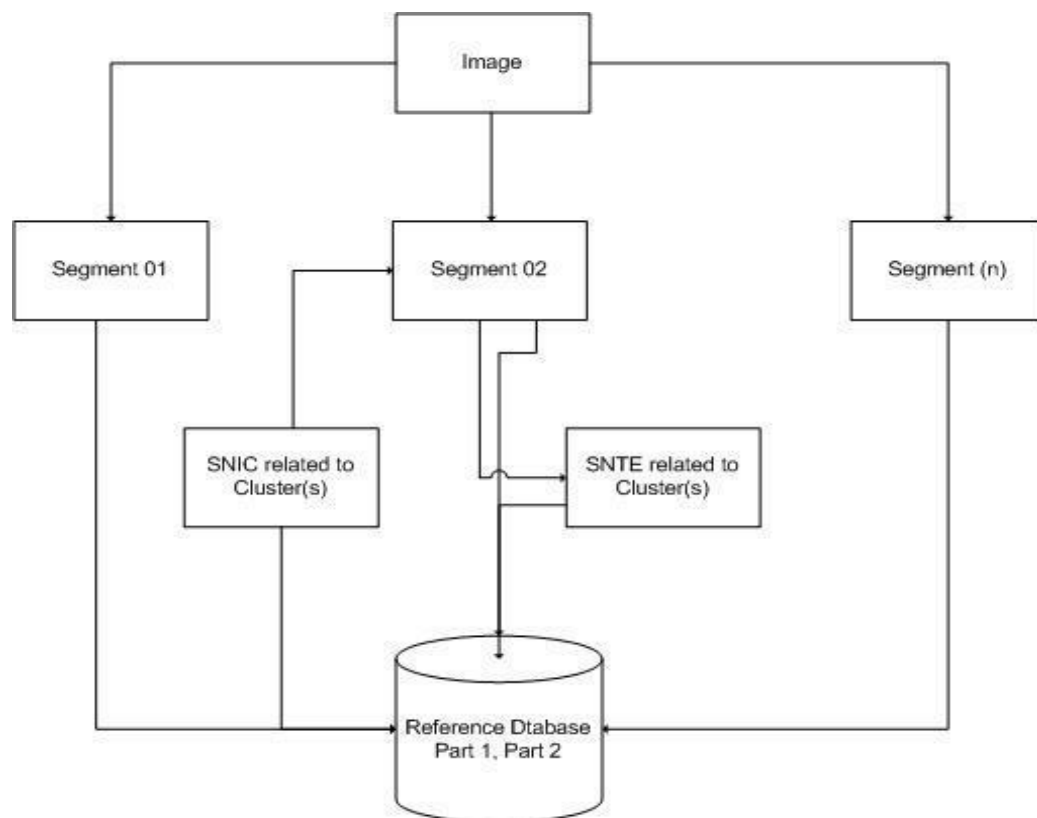 Image
Segment 01
Segment 02
Segment (n)
SNIC related to
Cluster(s)
SNTE related to
Cluster(s)
Reference Dtabase
Part 1, Part 2